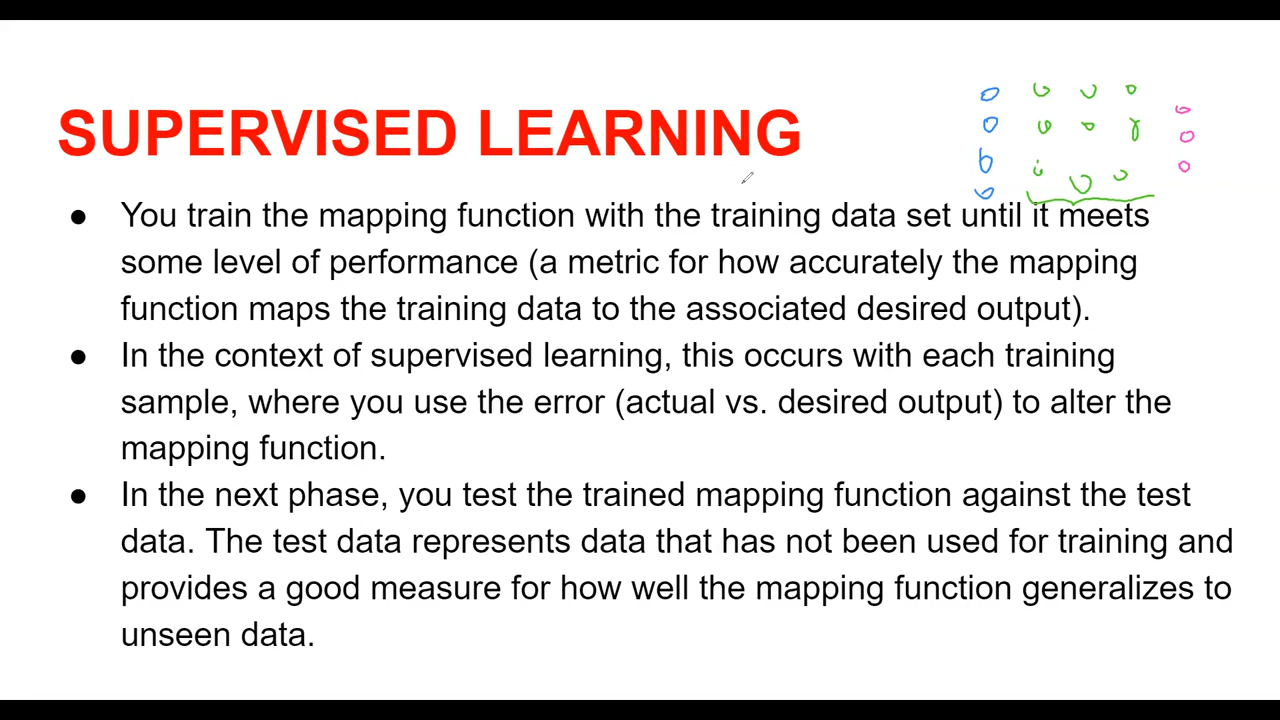 SUPERVISED LEARNING
● You train the mapping function with the training data set until it meets
some level of performance (a metric for how accurately the mapping
function maps the training data to the associated desired output).
● In the context of supervised learning, this occurs with each training
sample, where you use the error (actual vs. desired output) to alter the
mapping function.
● In the next phase, you test the trained mapping function against the test
data. The test data represents data that has not been used for training and
provides a good measure for how well the mapping function generalizes to
unseen data.